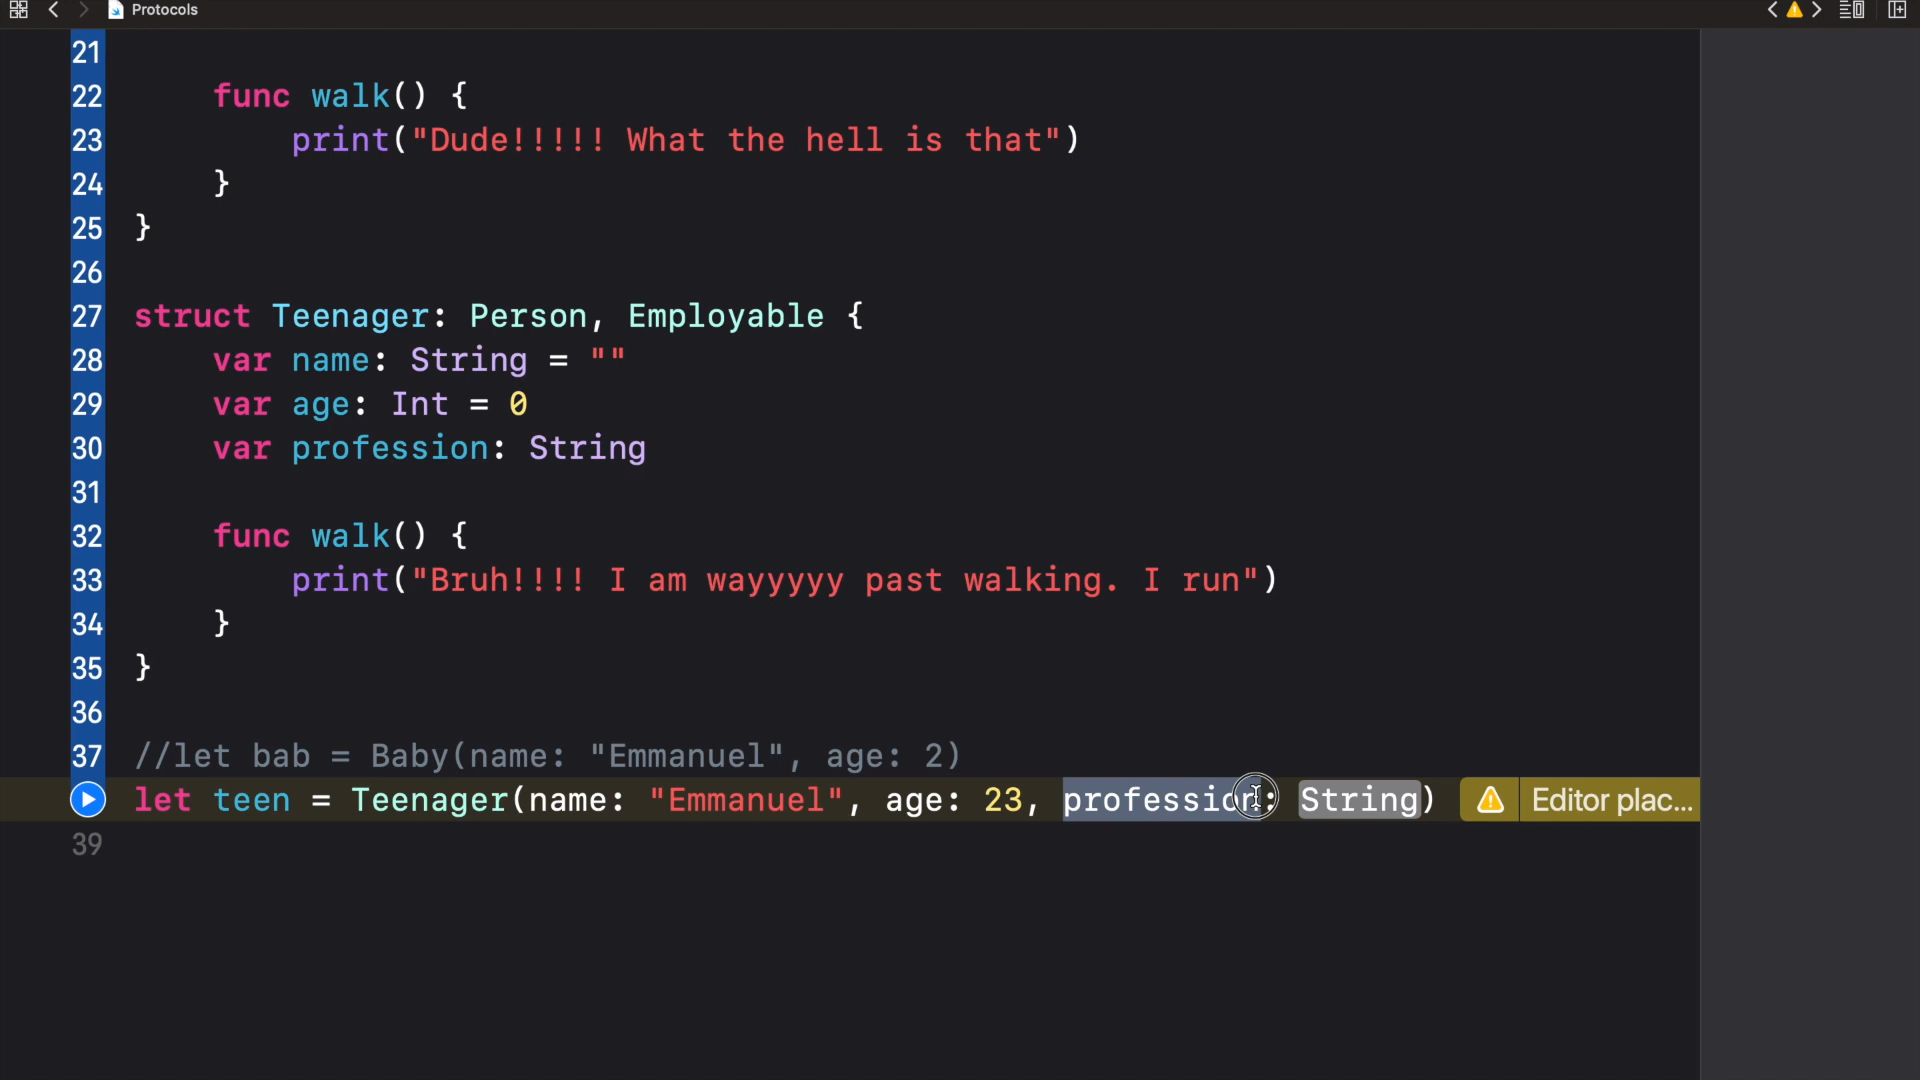 Protocols
21
22 func walk() {
23 print("Dude!!!!! What the hell is that")
24 }
25 }
26
27 struct Teenager: Person, Employable {
28 var name: String = ""
29 var age: Int = 0
30 var profession: String
31
32 func walk() {
33 print("Bruh!!!! I am wayyyyy past walking. I run")
34 }
35 }
36
37 //let bab = Baby(name: "Emmanuel", age: 2)
let teen = Teenager(name: "Emmanuel", age: 23, profession: String) Editor plac...
39